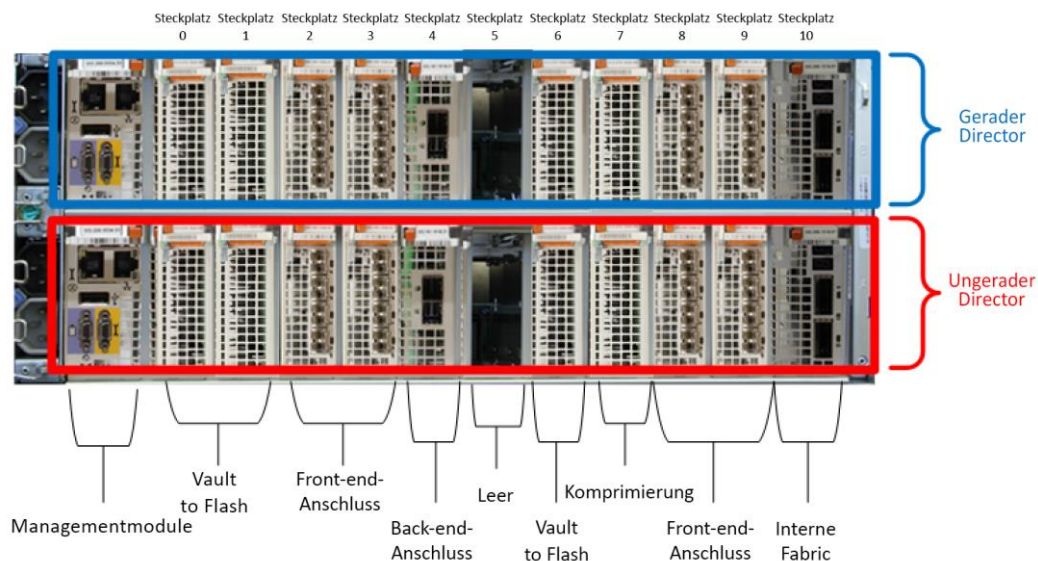 Steckplatz Steckplatz Steckplatz Steckplatz Steckplatz Steckplatz Steckplatz Steckplatz Steckplatz Steckplatz Steckplatz
0 1 2 3 4 5 6 7 8 9 10
Gerader
Director
Ungerader
Director
Managementmodule
Vault
to Flash
Front-end-
Anschluss
Back-end-
Anschluss
Leer
Vault
to Flash
Komprimierung
Front-end-
Anschluss
Interne
Fabric